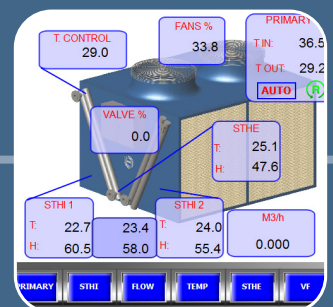 T. CONTROL
29.0
FANS %
33.8
PRIMARY
T IN: 36.5
T OUT: 29.2
AUTO R
VALVE %
0.0
STHE
T: 25.1
H: 47.6
STHI 1
T: 22.7
H: 60.5
23.4
58.0
STHI 2
T: 24.0
H: 55.4
M3/h
0.000
PRIMARY
STHI
FLOW
TEMP
STHE
VF